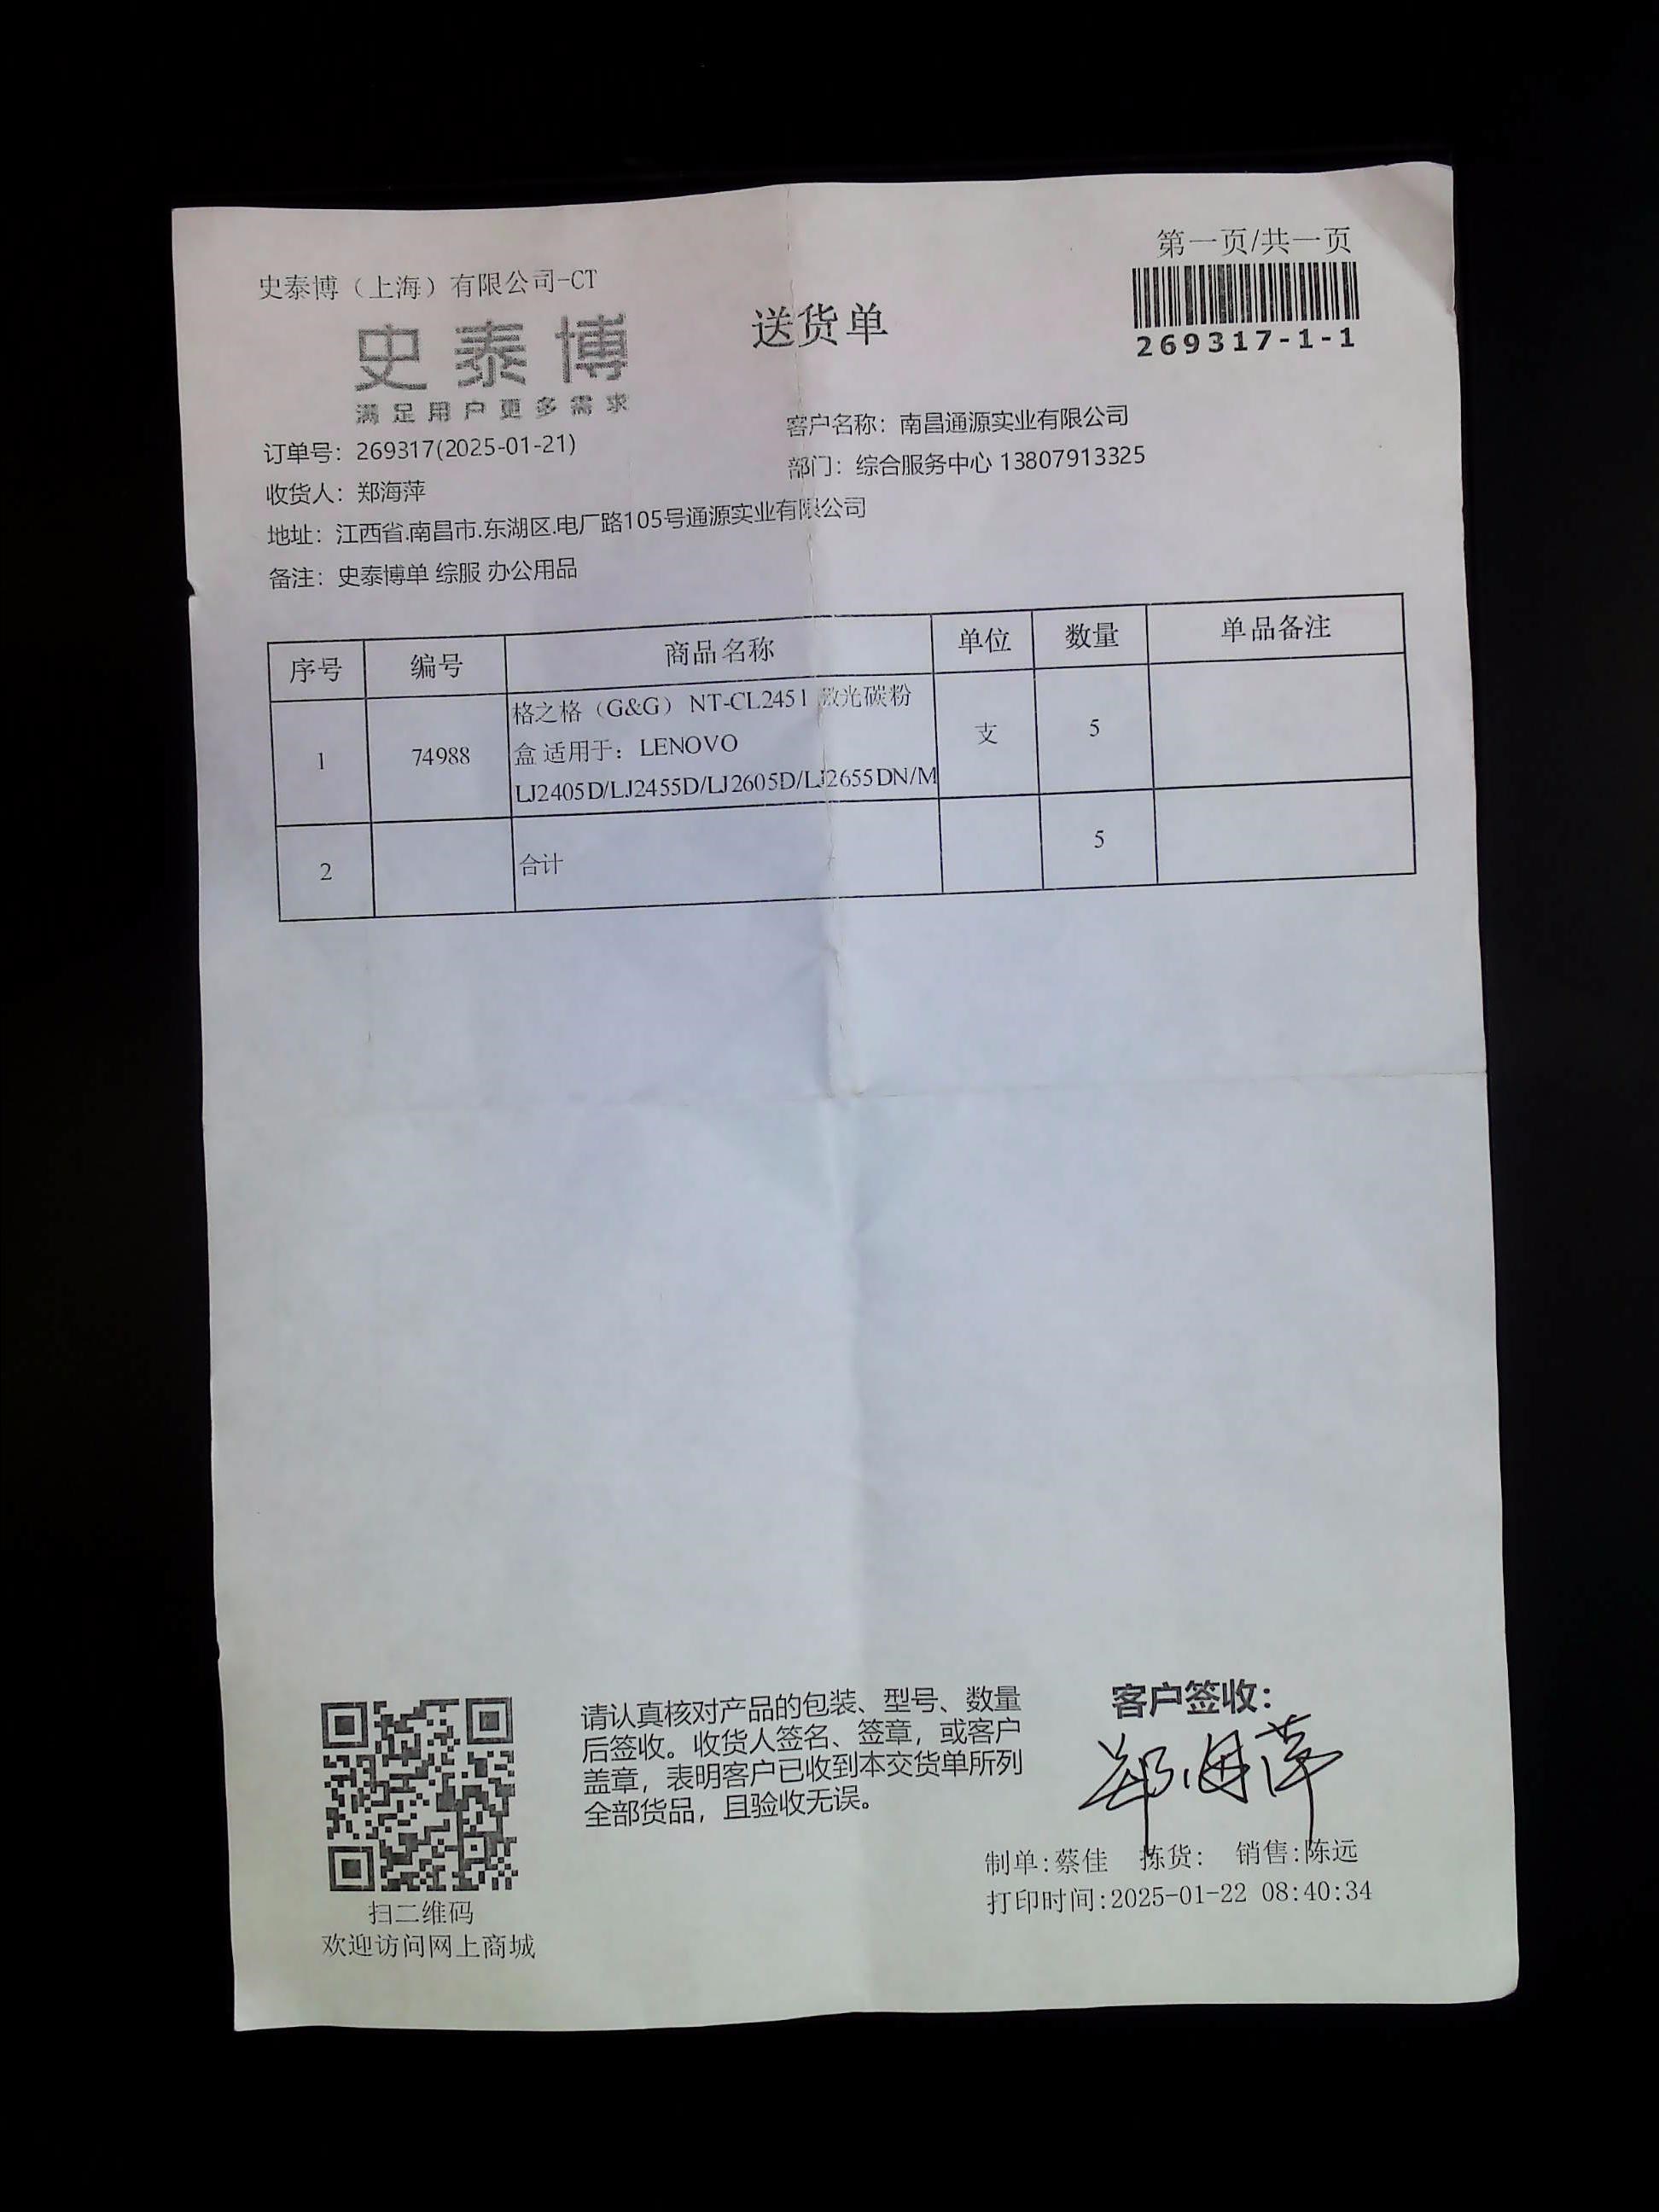 第一页/共一页
史泰博（上海）有限公司-CT
269317-1-1
史泰博
满足用户更多需求
送货单
订单号：269317(2025-01-21)
客户名称：南昌通源实业有限公司
收货人：郑海萍
部门：综合服务中心 13807913325
地址：江西省.南昌市.东湖区.电厂路105号通源实业有限公司
备注：史泰博单 综服 办公用品
序号 编号 商品名称 单位 数量 单品备注
1 74988 格之格（G&G） NT-CL2451 激光碳粉
盒 适用于：LENOVO
LJ2405D/LJ2455D/LJ2605D/LJ2655DN/M
支 5
2 合计 5
请认真核对产品的包装、型号、数量
后签收。收货人签名、签章，或客户
盖章，表明客户已收到本交货单所列
全部货品，且验收无误。
客户签收：
郑海萍
制单:蔡佳 拣货: 销售:陈远
打印时间:2025-01-22 08:40:34
扫二维码
欢迎访问网上商城